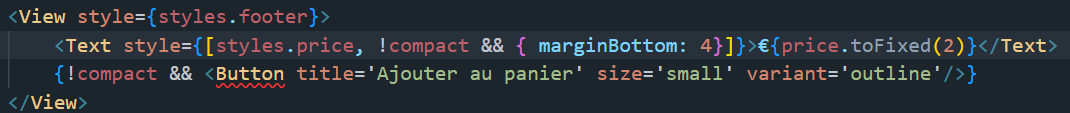 <View style={styles.footer}>
<Text style={[styles.price, !compact && { marginBottom: 4}]}>€{price.toFixed(2)}</Text>
{!compact && <Button title='Ajouter au panier' size='small' variant='outline'/>}
</View>